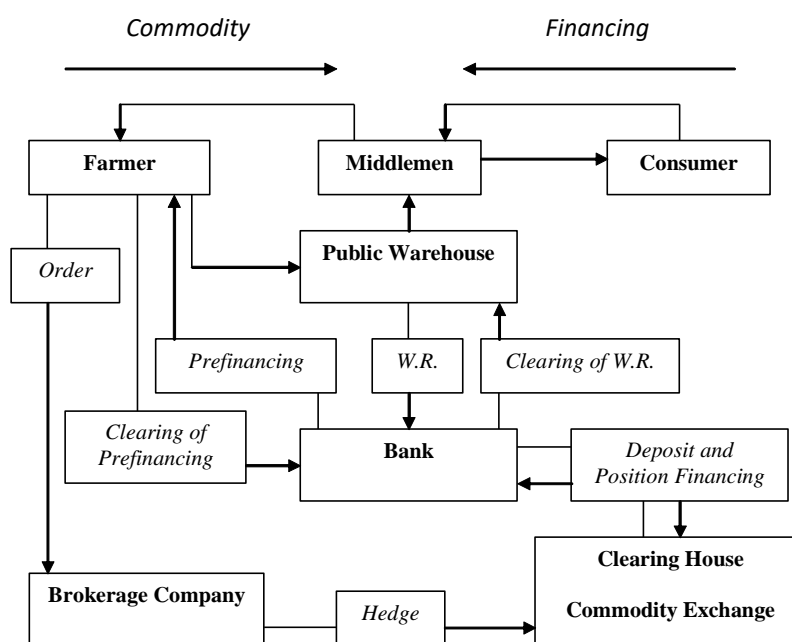 Commodity
Financing
Farmer
Middlemen
Consumer
Public Warehouse
Order
Prefinancing
W.R.
Clearing of W.R.
Clearing of
Prefinancing
Bank
Deposit and
Position Financing
Clearing House
Commodity Exchange
Brokerage Company
Hedge